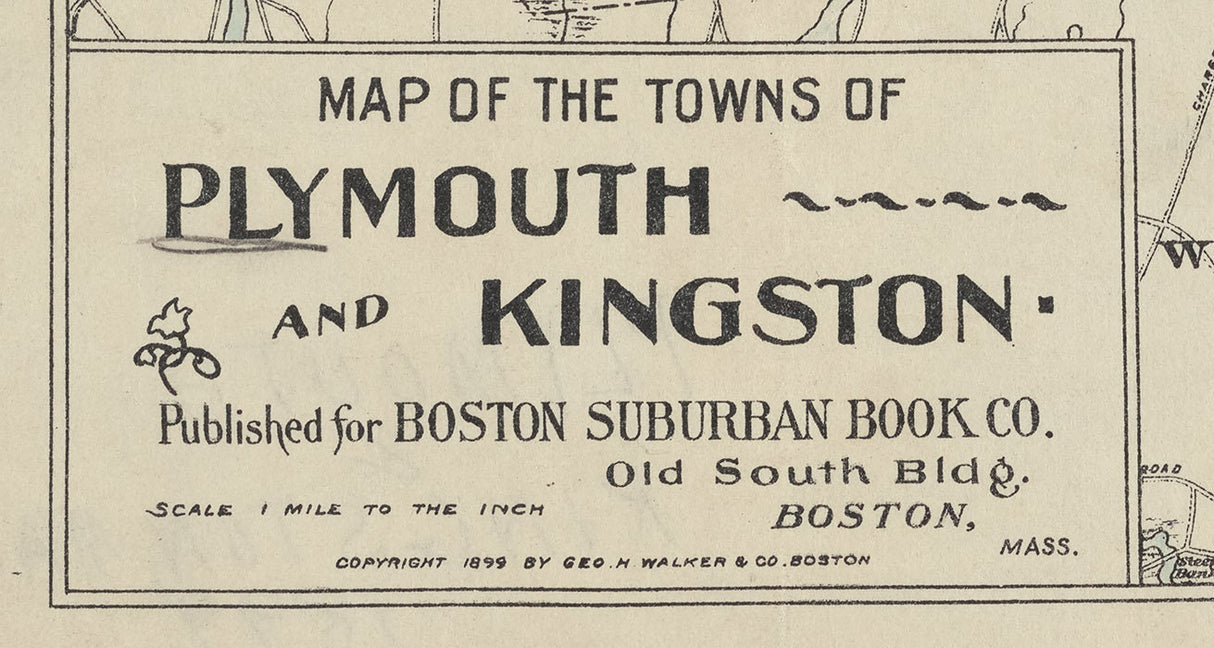 MAP OF THE TOWNS OF
PLYMOUTH
AND KINGSTON.
Published for BOSTON SUBURBAN BOOK CO.
Old South Bldg.
SCALE 1 MILE TO THE INCH
BOSTON,
MASS.
COPYRIGHT 1899 BY GEO. H. WALKER & CO. BOSTON
W
ROAD